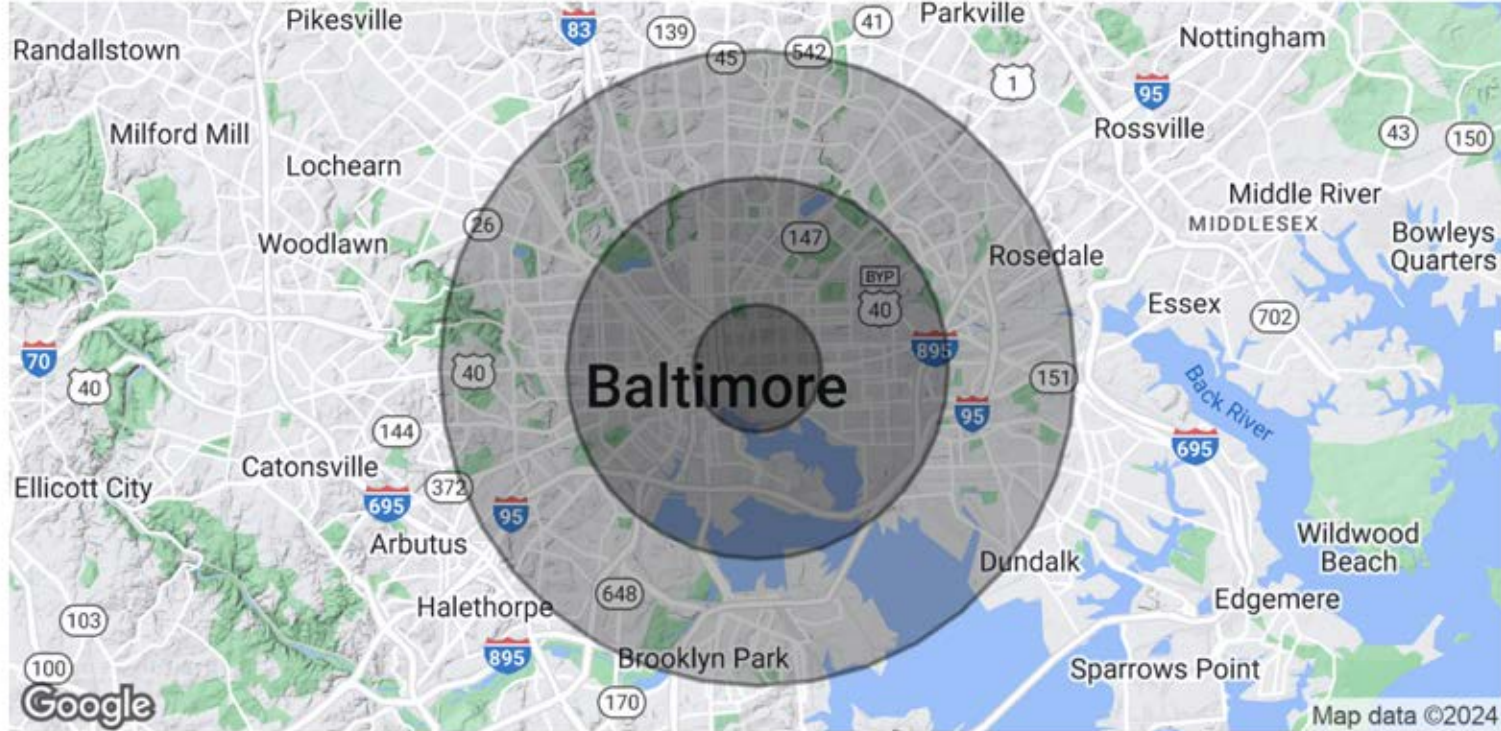 Pikesville
83
139
41
Parkville
Randallstown
45
542
Nottingham
1
95
Milford Mill
Rossville
43
150
Lochearn
Middle River
26
MIDDLESEX
147
Woodlawn
Rosedale
Bowleys
Quarters
BYP
40
Essex
702
70
40
40
895
151
Baltimore
95
Back River
144
695
Catonsville
Ellicott City
372
695
95
Wildwood
Beach
Arbutus
Dundalk
648
Halethorpe
Edgemere
103
895
Brooklyn Park
100
Sparrows Point
170
Google
Map data ©2024